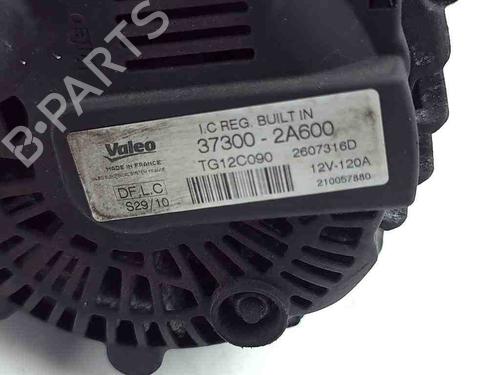 I.C REG. BUILT IN
Valeo
37300 - 2A600
MADE IN FRANCE
TG12C090 2607316D
DF.L.C
12V-120A
S29/10
210057880
B-PARTS